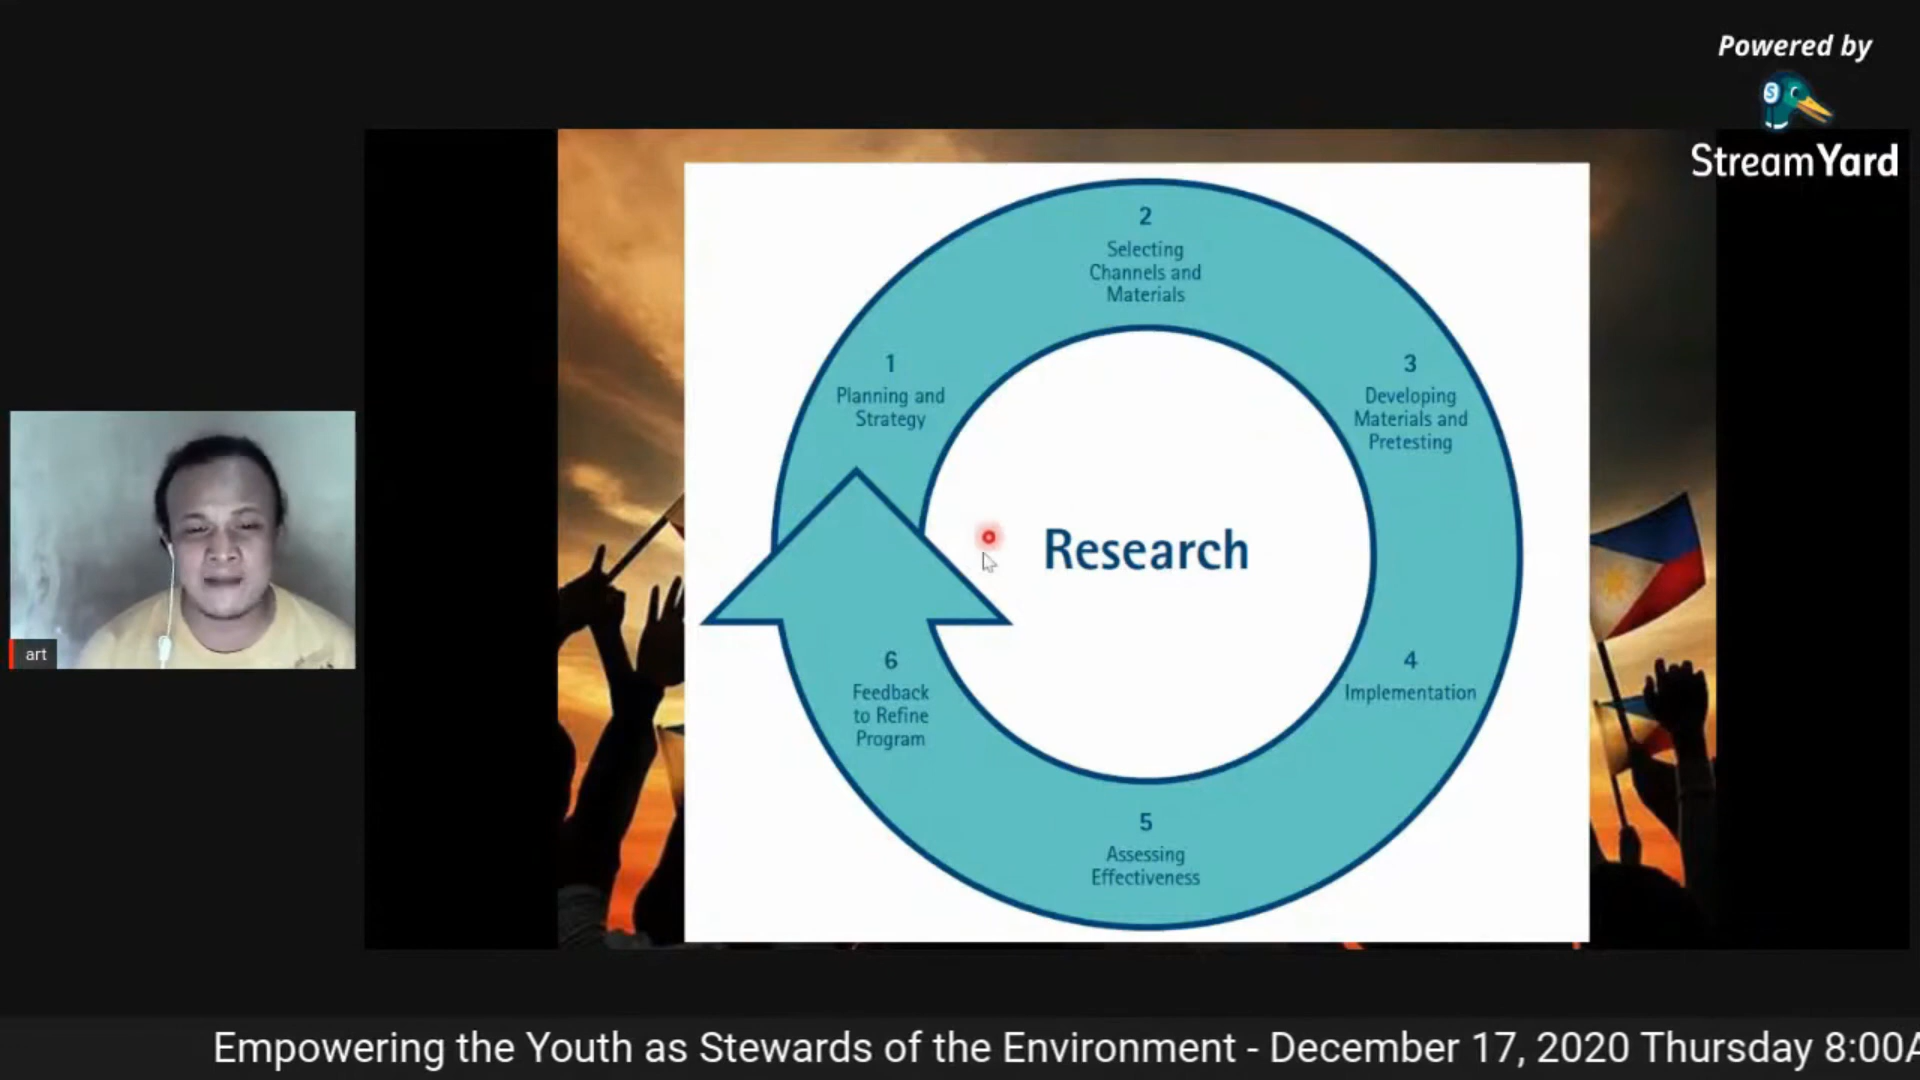 Powered by
StreamYard
2
Selecting
Channels and
Materials
1
Planning and
Strategy
3
Developing
Materials and
Pretesting
Research
6
Feedback
to Refine
Program
4
Implementation
5
Assessing
Effectiveness
art
Empowering the Youth as Stewards of the Environment - December 17, 2020 Thursday 8:00A